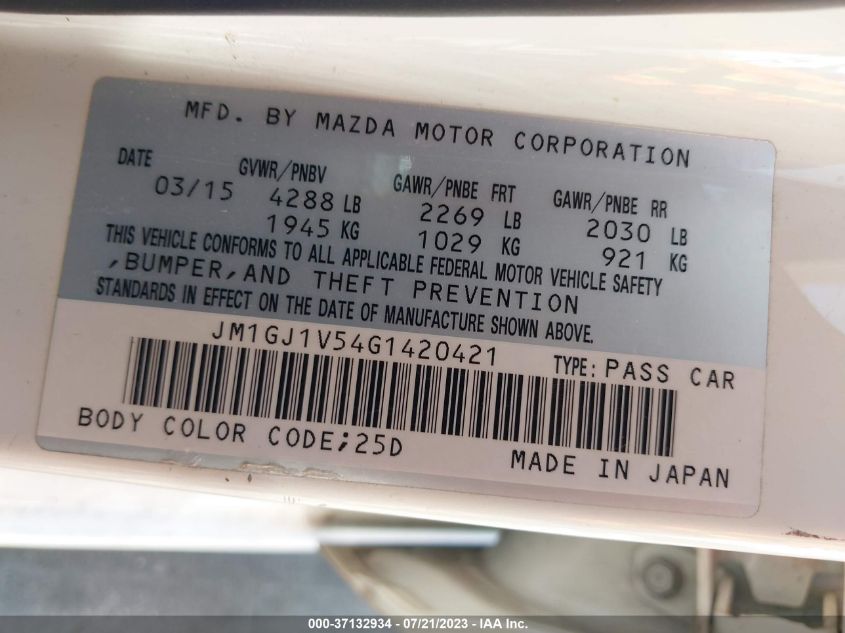 MFD. BY MAZDA MOTOR CORPORATION
DATE GVWR/PNBV GAWR/PNBE FRT GAWR/PNBE RR
03/15 4288 LB 2269 LB 2030 LB
1945 KG 1029 KG 921 KG
THIS VEHICLE CONFORMS TO ALL APPLICABLE FEDERAL MOTOR VEHICLE SAFETY
,BUMPER,AND THEFT PREVENTION
STANDARDS IN EFFECT ON THE DATE OF MANUFACTURE SHOWN ABOVE.
JM1GJ1V54G1420421 TYPE: PASS CAR
BODY COLOR CODE;25D
MADE IN JAPAN
000-37132934 - 07/21/2023 - © IAA Inc.